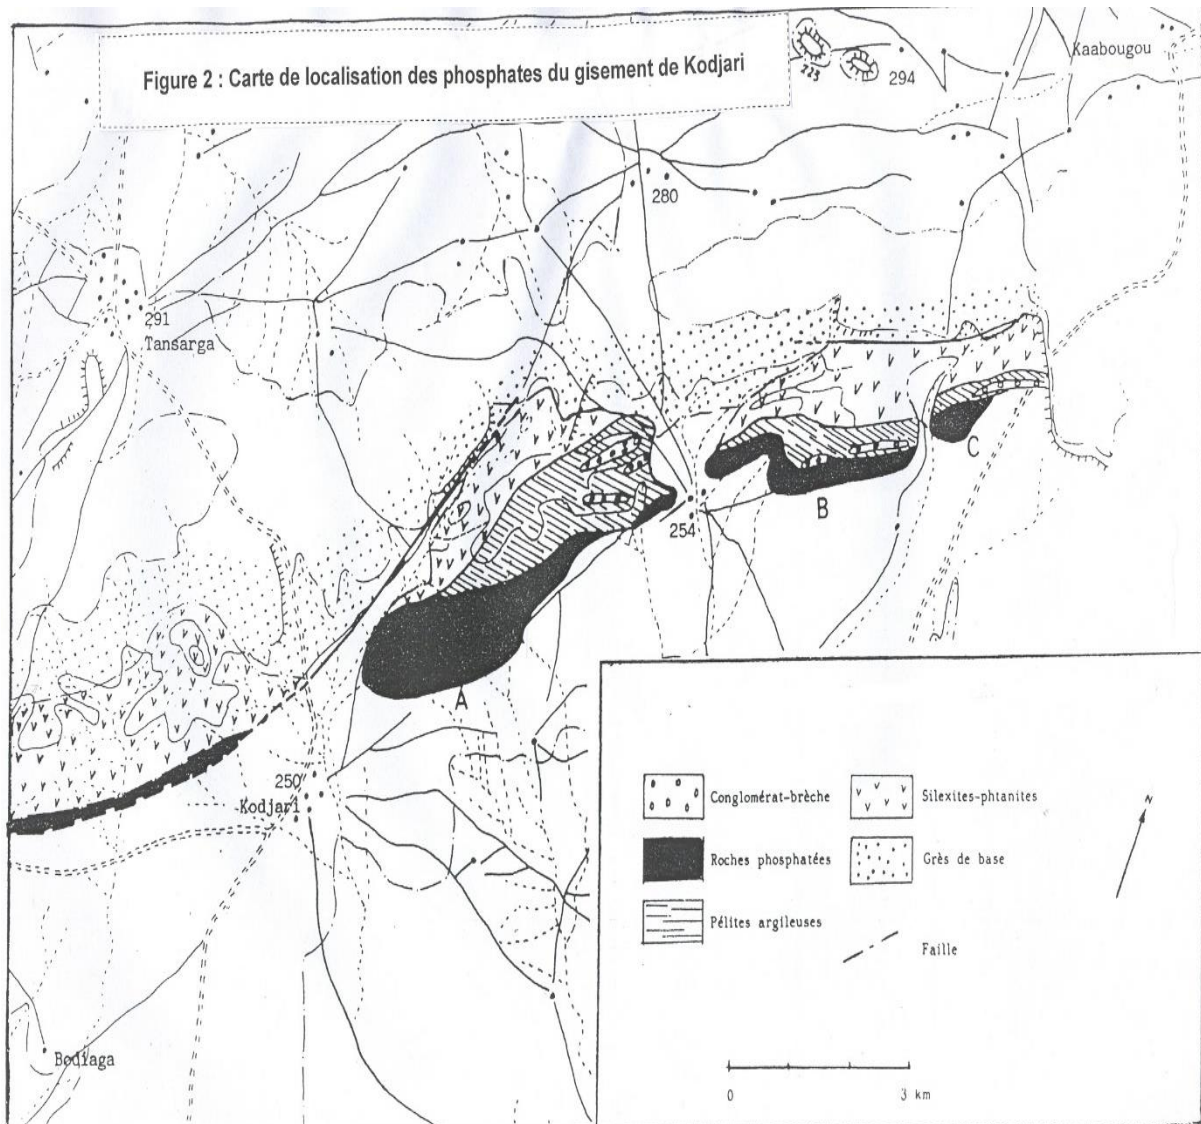 Figure 2 : Carte de localisation des phosphates du gisement de Kodjari
Kaabougou
223
294
280
291
Tansarga
C
B
254
A
250
Kodjari
Bodiaga
Conglomérat-brèche
Silexites-phtanites
Roches phosphatées
Grès de base
Pélites argileuses
Faille
N
0
3 km